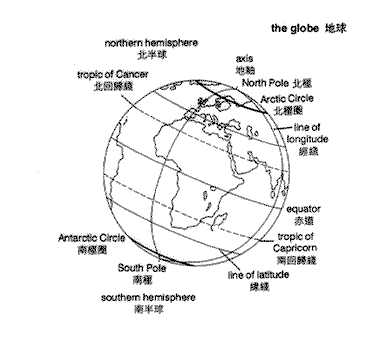 the globe 地球
northern hemisphere
北半球
axis
地軸
tropic of Cancer
北回歸綫
North Pole 北極
Arctic Circle
北極圈
line of
longitude
經綫
equator
赤道
tropic of
Capricorn
南回歸綫
Antarctic Circle
南極圈
South Pole
南極
line of latitude
緯綫
southern hemisphere
南半球